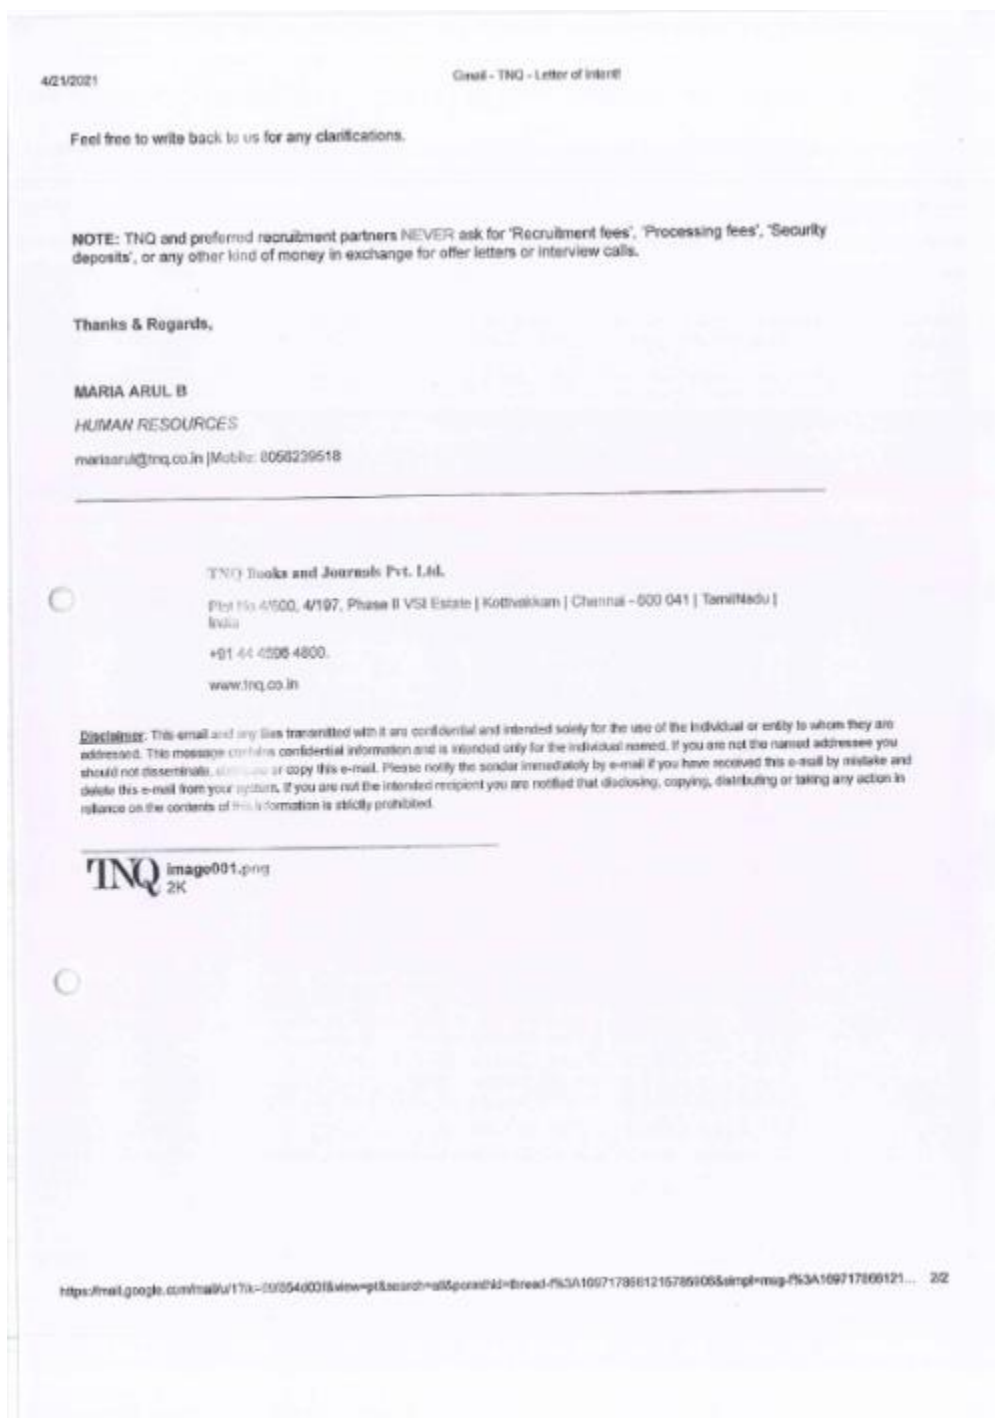 4/21/2021
Gmail - TNQ - Letter of Intent!
Feel free to write back to us for any clarifications.
NOTE: TNQ and preferred recruitment partners NEVER ask for 'Recruitment fees', 'Processing fees', 'Security
deposits', or any other kind of money in exchange for offer letters or interview calls.
Thanks & Regards,
MARIA ARUL B
HUMAN RESOURCES
mariaarul@tnq.co.in |Mobile: 8056239518
TNQ Books and Journals Pvt. Ltd.
Plot No 4/600, 4/197, Phase II VSI Estate | Kottivakkam | Chennai – 600 041 | TamilNadu |
India
+91 44 4506 4800.
www.tnq.co.in
Disclaimer: This email and any files transmitted with it are confidential and intended solely for the use of the individual or entity to whom they are
addressed. This message contains confidential information and is intended only for the individual named. If you are not the named addressee you
should not disseminate, distribute or copy this e-mail. Please notify the sender immediately by e-mail if you have received this e-mail by mistake and
delete this e-mail from your system. If you are not the intended recipient you are notified that disclosing, copying, distributing or taking any action in
reliance on the contents of this information is strictly prohibited.
TNQ image001.png
2K
2/2